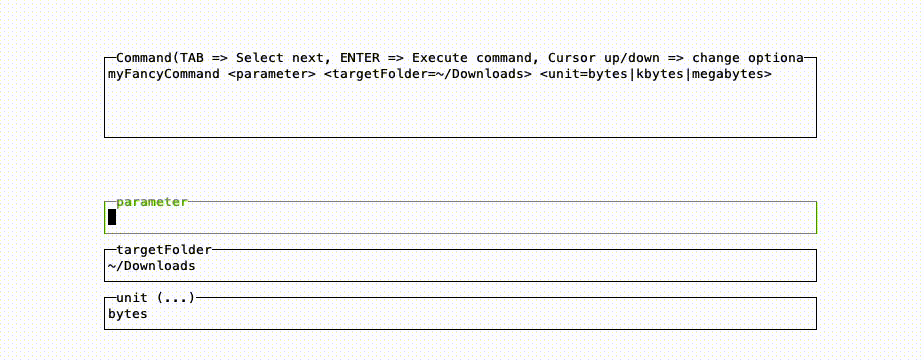 Command(TAB => Select next, ENTER => Execute command, Cursor up/down => change optiona
myFancyCommand <parameter> <targetFolder=~/Downloads> <unit=bytes|kbytes|megabytes>
parameter
targetFolder
~/Downloads
unit (...)
bytes